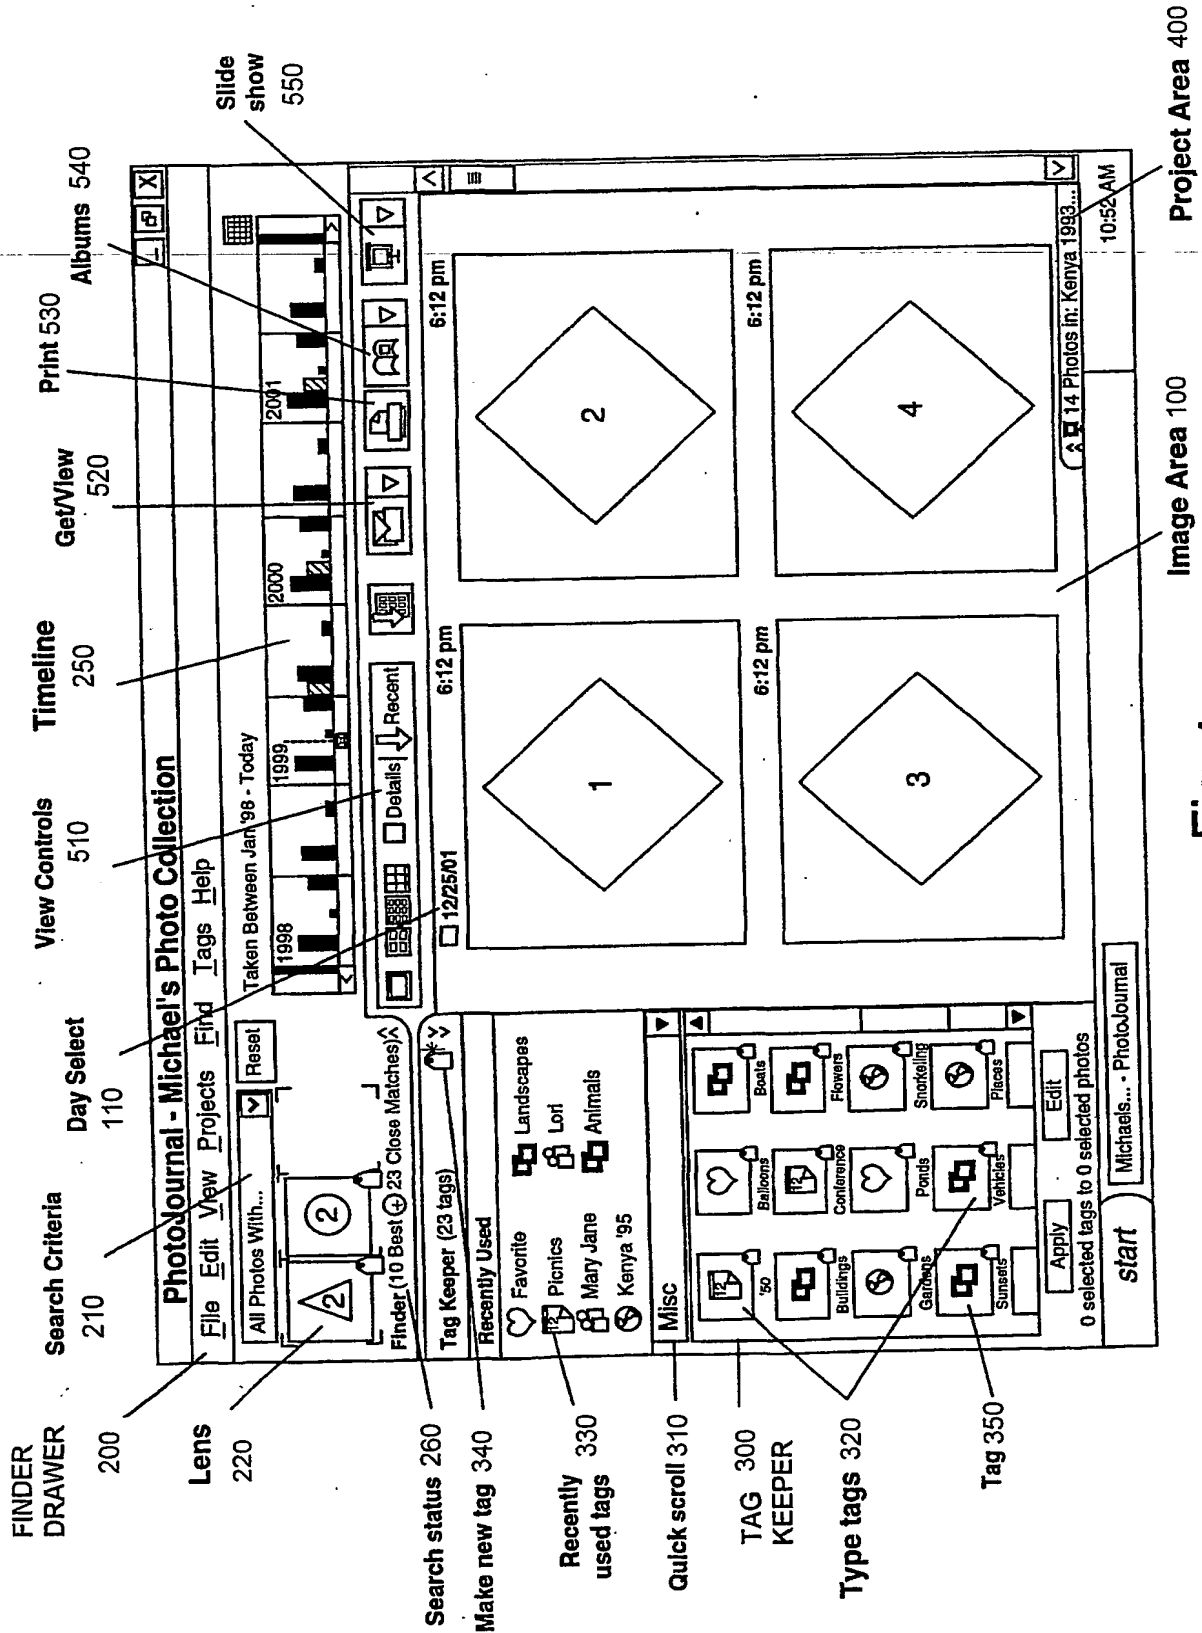 FINDER
DRAWER
200
Search Criteria
210
Day Select
110
View Controls
510
Timeline
250
Get/View
520
Print 530
Albums 540
Slide
show
550
Lens
220
PhotoJournal - Michael's Photo Collection
X
File Edit View Projects Find Tags Help
All Photos With...
Reset
Taken Between Jan '98 - Today
1998
1999
2000
2001
2
2
Finder (10 Best 23 Close Matches)
Details
Recent
Search status 260
Tag Keeper (23 tags)
Make new tag 340
Recently Used
Favorite
Landscapes
12 Picnics
Lori
Mary Jane
Animals
Kenya '95
Recently
used tags
330
Misc
Quick scroll 310
12
'50
Balloons
Boats
Buildings
12
Conference
Flowers
Gardens
Ponds
Snorkeling
Sunsets
Vehicles
Places
TAG
KEEPER
300
Type tags 320
Tag 350
Apply
Edit
0 selected tags to 0 selected photos
12/25/01
6:12 pm
6:12 pm
1
2
6:12 pm
6:12 pm
3
4
14 Photos in: Kenya 1993...
start
Michaels... - PhotoJournal
10:52 AM
Image Area 100
Project Area 400